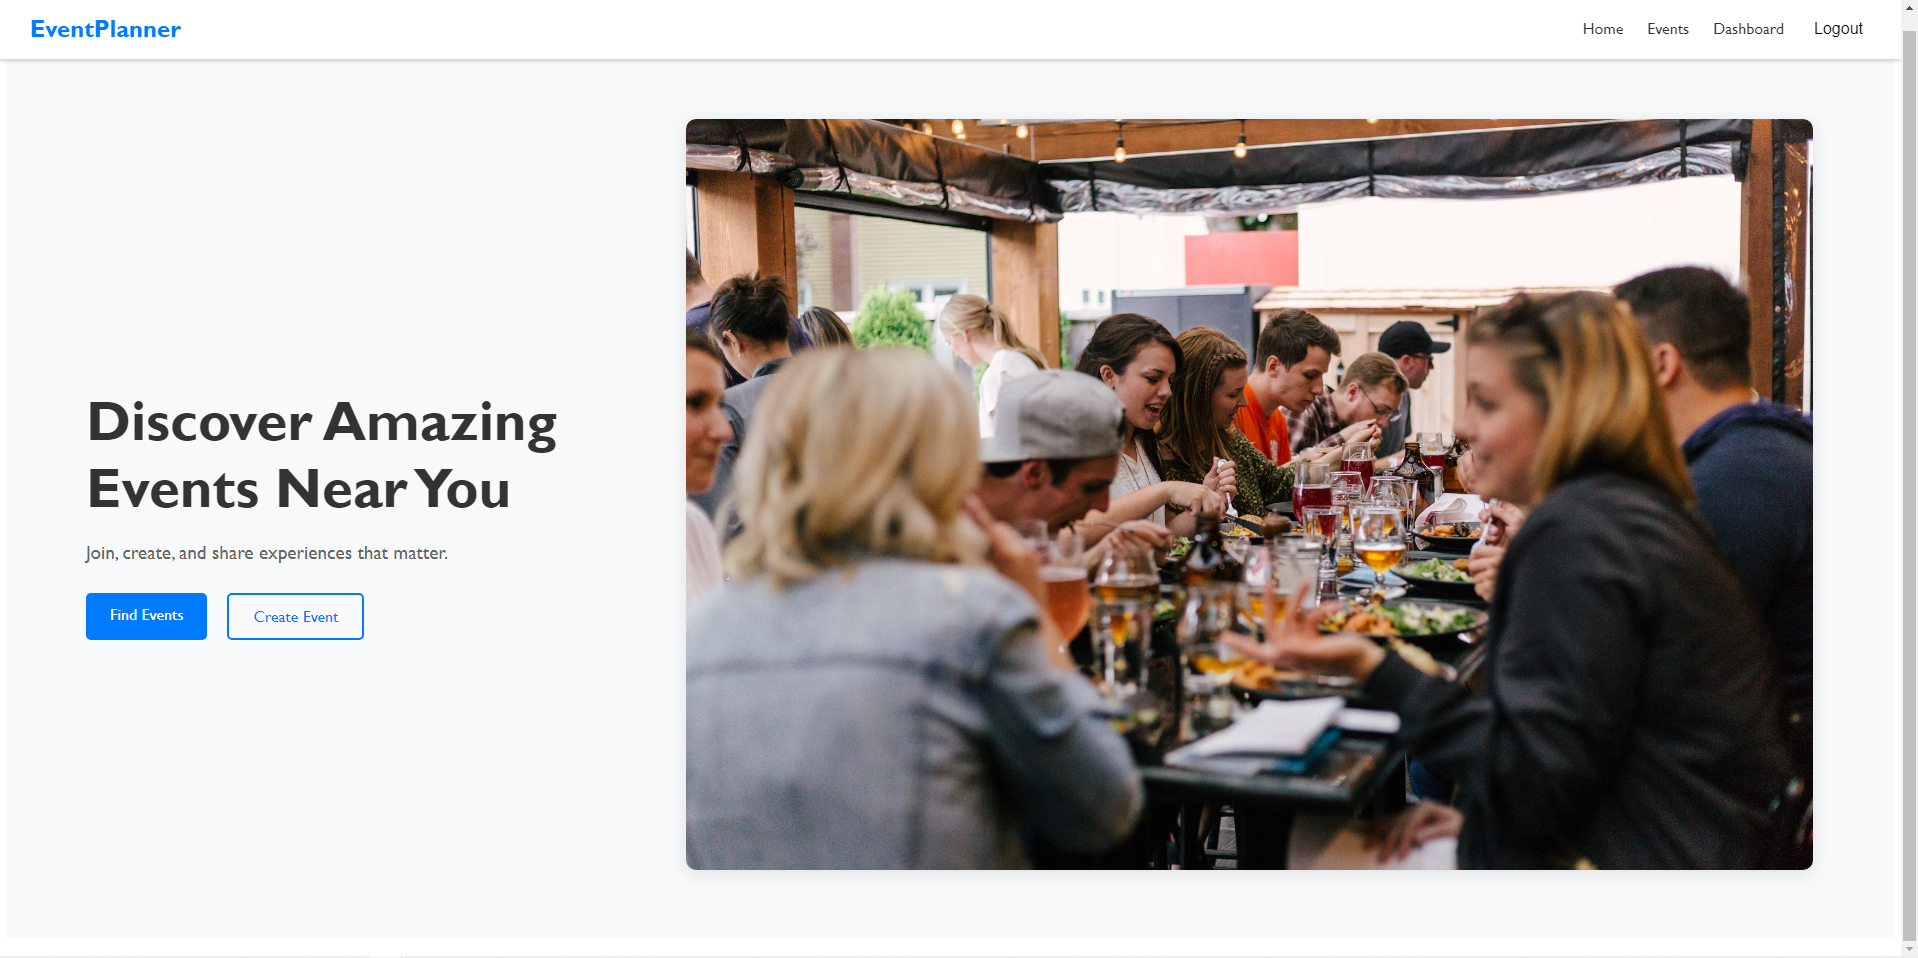 EventPlanner
Home Events Dashboard Logout
Discover Amazing
Events Near You
Join, create, and share experiences that matter.
Find Events Create Event